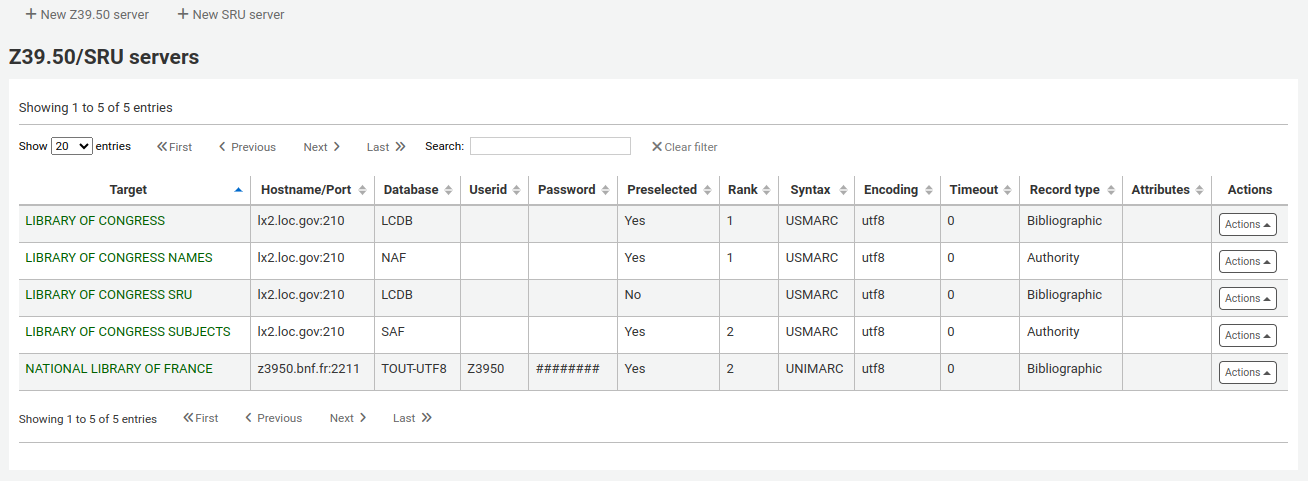 New Z39.50 server New SRU server
Z39.50/SRU servers
Showing 1 to 5 of 5 entries
Show 20 entries First Previous Next Last Search: Clear filter
Target Hostname/Port Database Userid Password Preselected Rank Syntax Encoding Timeout Record type Attributes Actions
LIBRARY OF CONGRESS lx2.loc.gov:210 LCDB Yes 1 USMARC utf8 0 Bibliographic Actions
LIBRARY OF CONGRESS NAMES lx2.loc.gov:210 NAF Yes 1 USMARC utf8 0 Authority Actions
LIBRARY OF CONGRESS SRU lx2.loc.gov:210 LCDB No USMARC utf8 0 Bibliographic Actions
LIBRARY OF CONGRESS SUBJECTS lx2.loc.gov:210 SAF Yes 2 USMARC utf8 0 Authority Actions
NATIONAL LIBRARY OF FRANCE z3950.bnf.fr:2211 TOUT-UTF8 Z3950 ######## Yes 2 UNIMARC utf8 0 Bibliographic Actions
Showing 1 to 5 of 5 entries First Previous Next Last